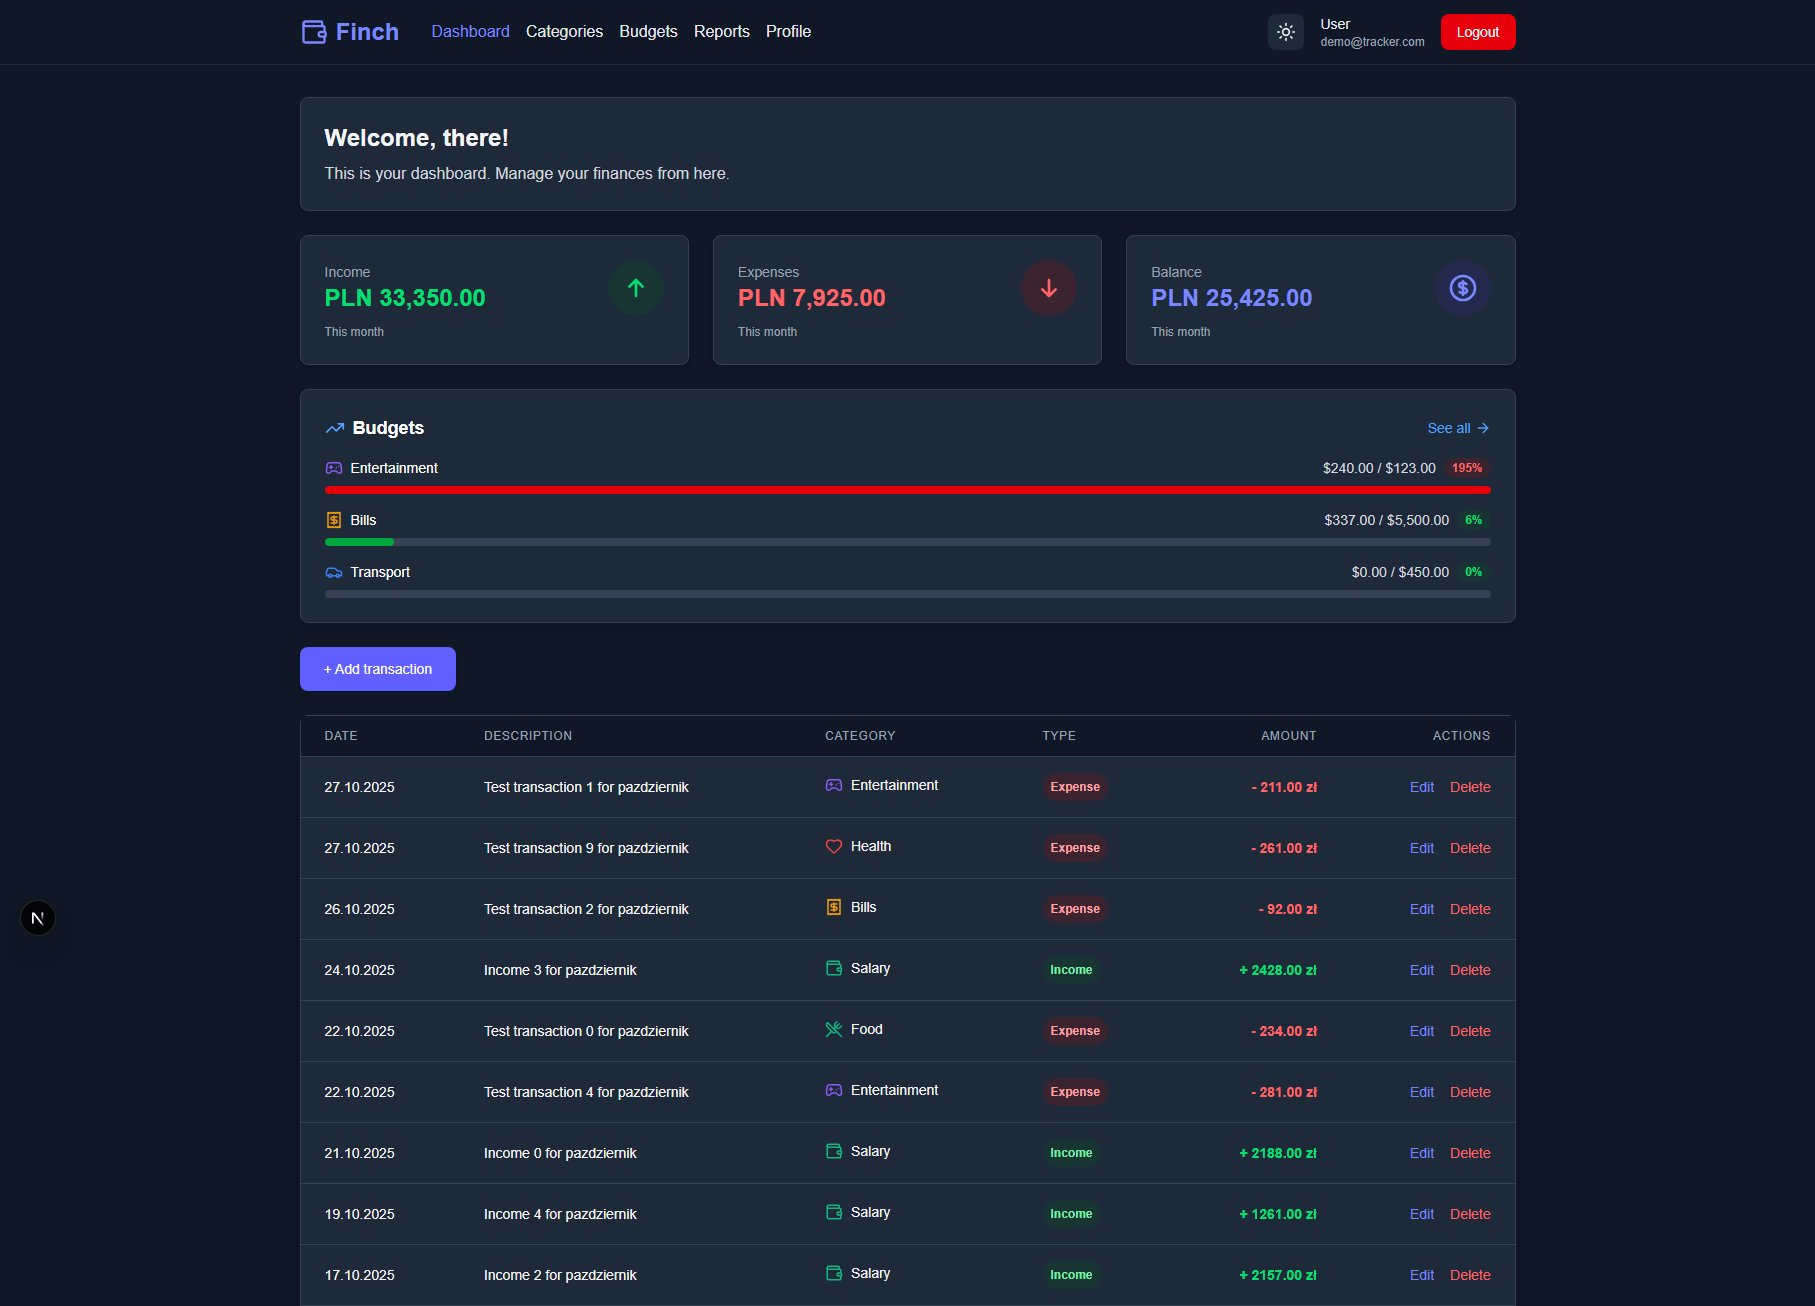 Finch Dashboard Categories Budgets Reports Profile User Logout
demo@tracker.com
Welcome, there!
This is your dashboard. Manage your finances from here.
Income
PLN 33,350.00
This month
Expenses
PLN 7,925.00
This month
Balance
PLN 25,425.00
This month
Budgets See all →
Entertainment $240.00 / $123.00 195%
Bills $337.00 / $5,500.00 6%
Transport $0.00 / $450.00 0%
+ Add transaction
DATE DESCRIPTION CATEGORY TYPE AMOUNT ACTIONS
27.10.2025 Test transaction 1 for pazdziernik Entertainment Expense - 211.00 zł Edit Delete
27.10.2025 Test transaction 9 for pazdziernik Health Expense - 261.00 zł Edit Delete
26.10.2025 Test transaction 2 for pazdziernik Bills Expense - 92.00 zł Edit Delete
24.10.2025 Income 3 for pazdziernik Salary Income + 2428.00 zł Edit Delete
22.10.2025 Test transaction 0 for pazdziernik Food Expense - 234.00 zł Edit Delete
22.10.2025 Test transaction 4 for pazdziernik Entertainment Expense - 281.00 zł Edit Delete
21.10.2025 Income 0 for pazdziernik Salary Income + 2188.00 zł Edit Delete
19.10.2025 Income 4 for pazdziernik Salary Income + 1261.00 zł Edit Delete
17.10.2025 Income 2 for pazdziernik Salary Income + 2157.00 zł Edit Delete
N